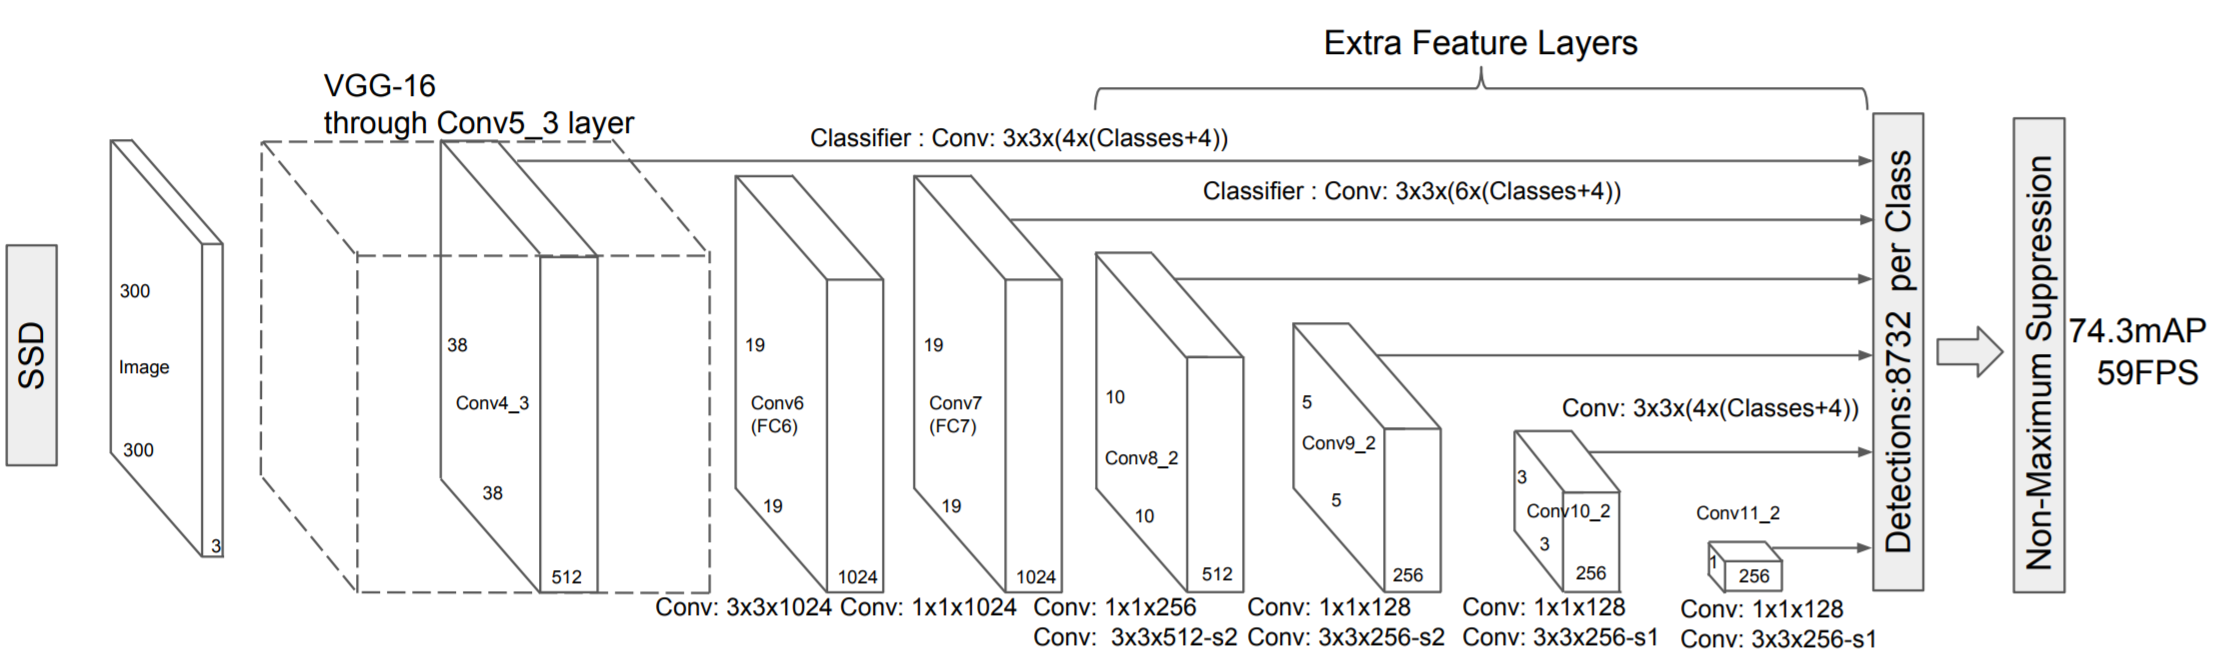 Extra Feature Layers
VGG-16
through Conv5_3 layer
Classifier : Conv: 3x3x(4x(Classes+4))
Classifier : Conv: 3x3x(6x(Classes+4))
SSD
300
Image
300
3
38
Conv4_3
38
512
19
Conv6
(FC6)
19
1024
19
Conv7
(FC7)
19
1024
10
Conv8_2
10
512
5
Conv9_2
5
256
Conv: 3x3x(4x(Classes+4))
3
Conv10_2
3
256
Conv11_2
1
256
Conv: 3x3x1024
Conv: 1x1x1024
Conv: 1x1x256
Conv: 3x3x512-s2
Conv: 1x1x128
Conv: 3x3x256-s2
Conv: 1x1x128
Conv: 3x3x256-s1
Conv: 1x1x128
Conv: 3x3x256-s1
Detections:8732 per Class
Non-Maximum Suppression
74.3mAP
59FPS